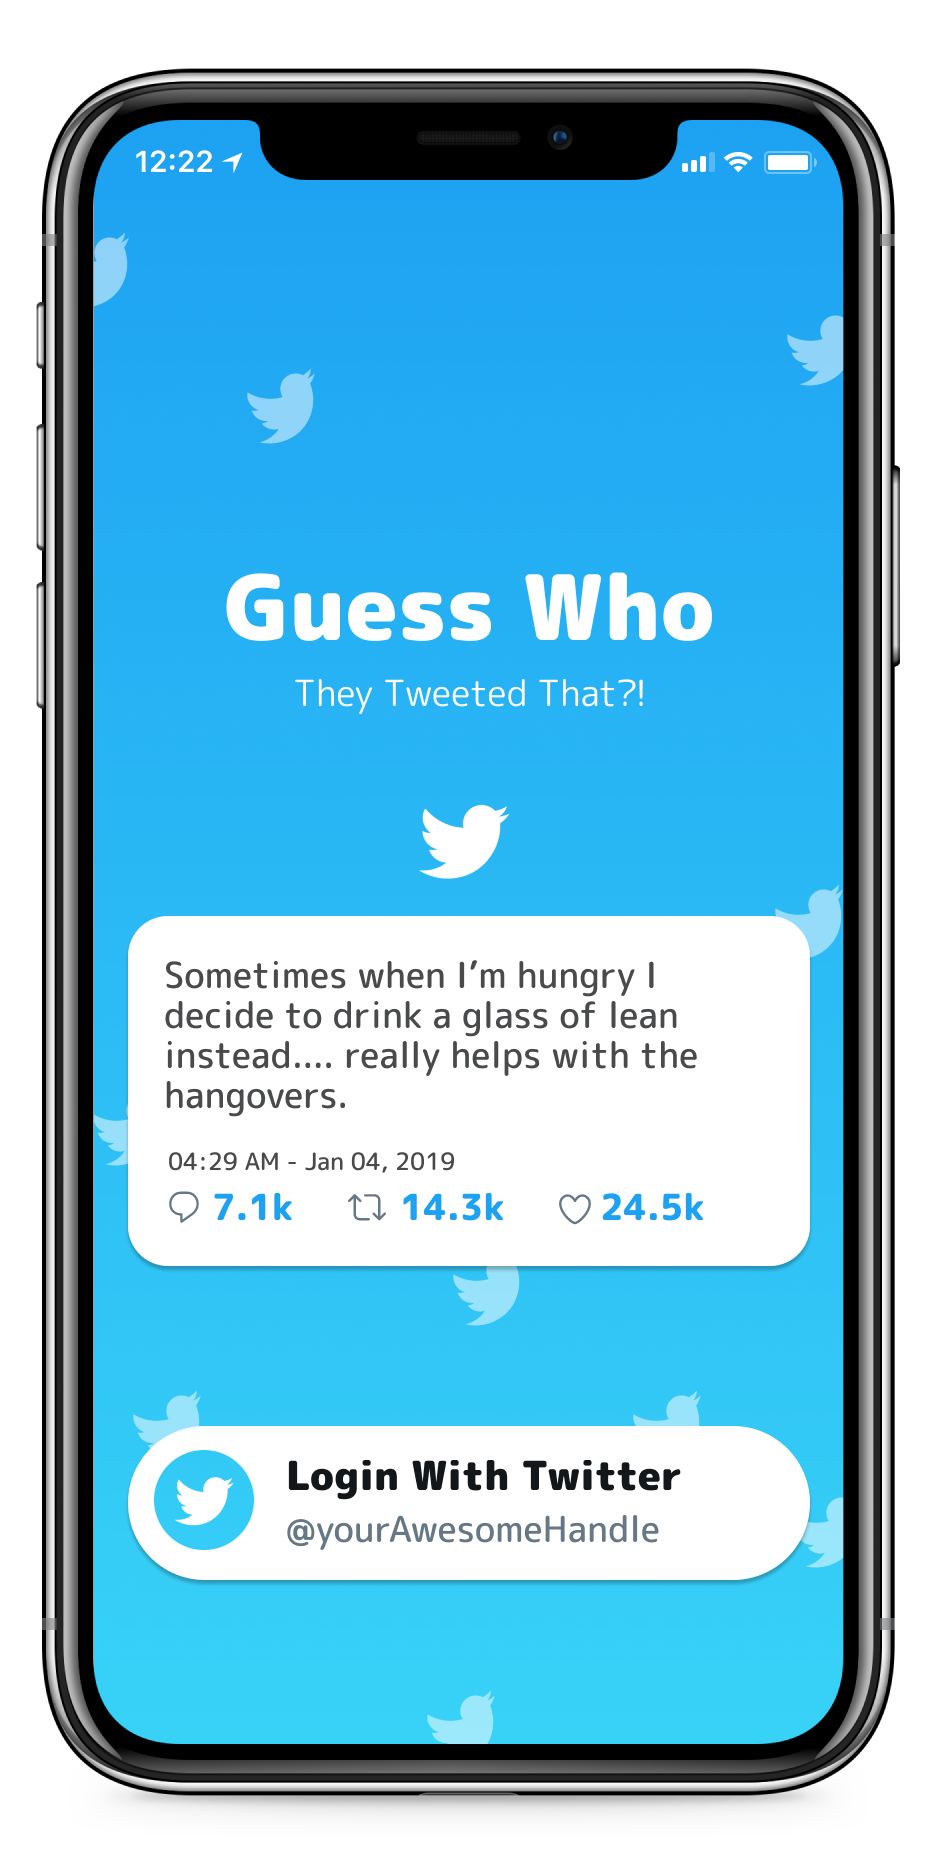 12:22
Guess Who
They Tweeted That?!
Sometimes when I’m hungry I
decide to drink a glass of lean
instead.... really helps with the
hangovers.
04:29 AM - Jan 04, 2019
7.1k 14.3k 24.5k
Login With Twitter
@yourAwesomeHandle